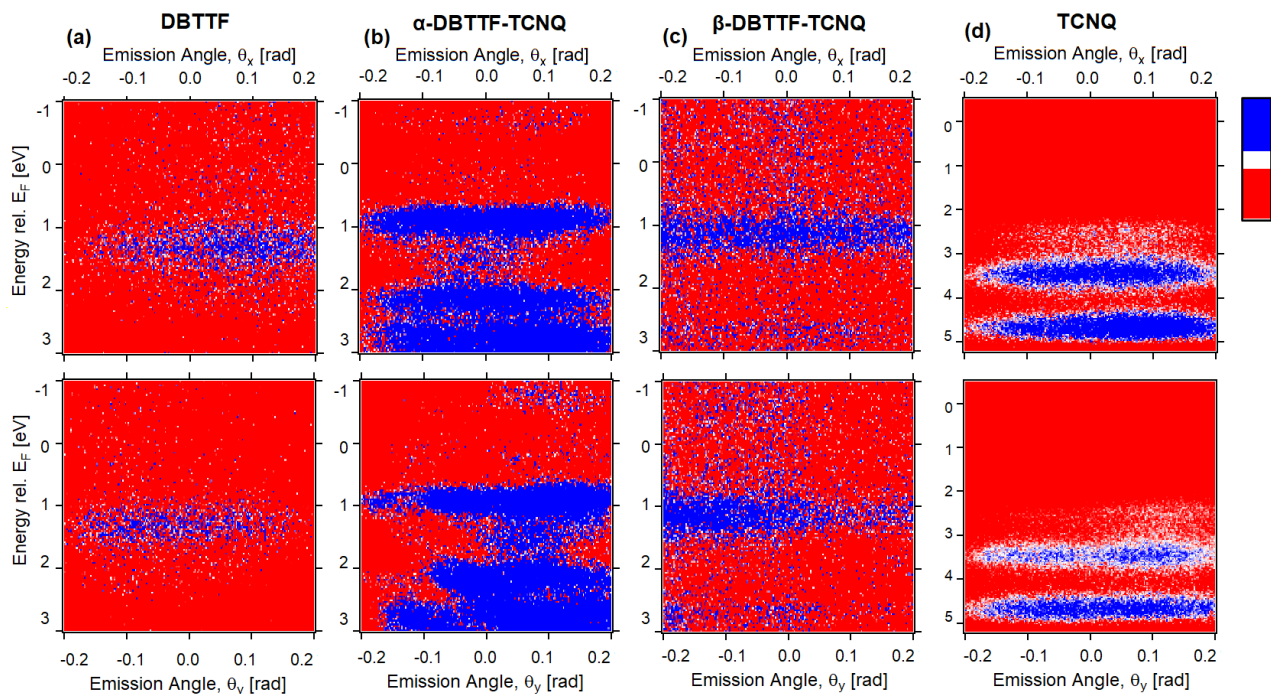 DBTTF
α-DBTTF-TCNQ
β-DBTTF-TCNQ
TCNQ
(a)
(b)
(c)
(d)
Emission Angle, θx [rad]
Emission Angle, θx [rad]
Emission Angle, θx [rad]
Emission Angle, θx [rad]
-0.2 -0.1 0.0 0.1 0.2
-0.2 -0.1 0.0 0.1 0.2
-0.2 -0.1 0.0 0.1 0.2
-0.2 -0.1 0.0 0.1 0.2
Energy rel. EF [eV]
-1
0
1
2
3
-1
0
1
2
3
-1
0
1
2
3
0
1
2
3
4
5
Energy rel. EF [eV]
-1
0
1
2
3
-1
0
1
2
3
-1
0
1
2
3
0
1
2
3
4
5
-0.2 -0.1 0.0 0.1 0.2
-0.2 -0.1 0.0 0.1 0.2
-0.2 -0.1 0.0 0.1 0.2
-0.2 -0.1 0.0 0.1 0.2
Emission Angle, θy [rad]
Emission Angle, θy [rad]
Emission Angle, θy [rad]
Emission Angle, θy [rad]